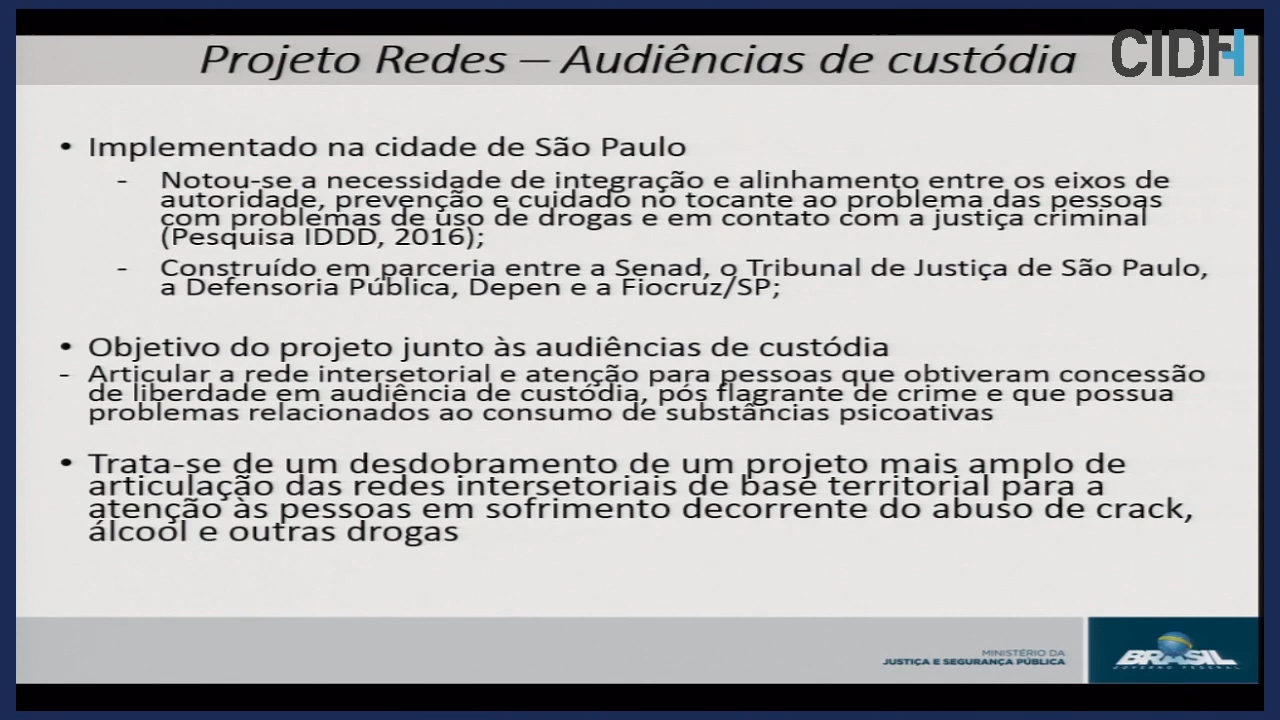 Projeto Redes – Audiências de custódia
CIDH
• Implementado na cidade de São Paulo
- Notou-se a necessidade de integração e alinhamento entre os eixos de
autoridade, prevenção e cuidado no tocante ao problema das pessoas
com problemas de uso de drogas e em contato com a justiça criminal
(Pesquisa IDDD, 2016);
- Construído em parceria entre a Senad, o Tribunal de Justiça de São Paulo,
a Defensoria Pública, Depen e a Fiocruz/SP;
• Objetivo do projeto junto às audiências de custódia
- Articular a rede intersetorial e atenção para pessoas que obtiveram concessão
de liberdade em audiência de custódia, pós flagrante de crime e que possua
problemas relacionados ao consumo de substâncias psicoativas
• Trata-se de um desdobramento de um projeto mais amplo de
articulação das redes intersetoriais de base territorial para a
atenção às pessoas em sofrimento decorrente do abuso de crack,
álcool e outras drogas
MINISTÉRIO DA
JUSTIÇA E SEGURANÇA PÚBLICA
BRASIL
GOVERNO FEDERAL